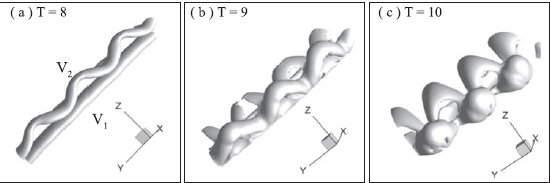 ( a ) T = 8
V2
V1
Z
X
Y
( b ) T = 9
Z
X
Y
( c ) T = 10
Z
X
Y